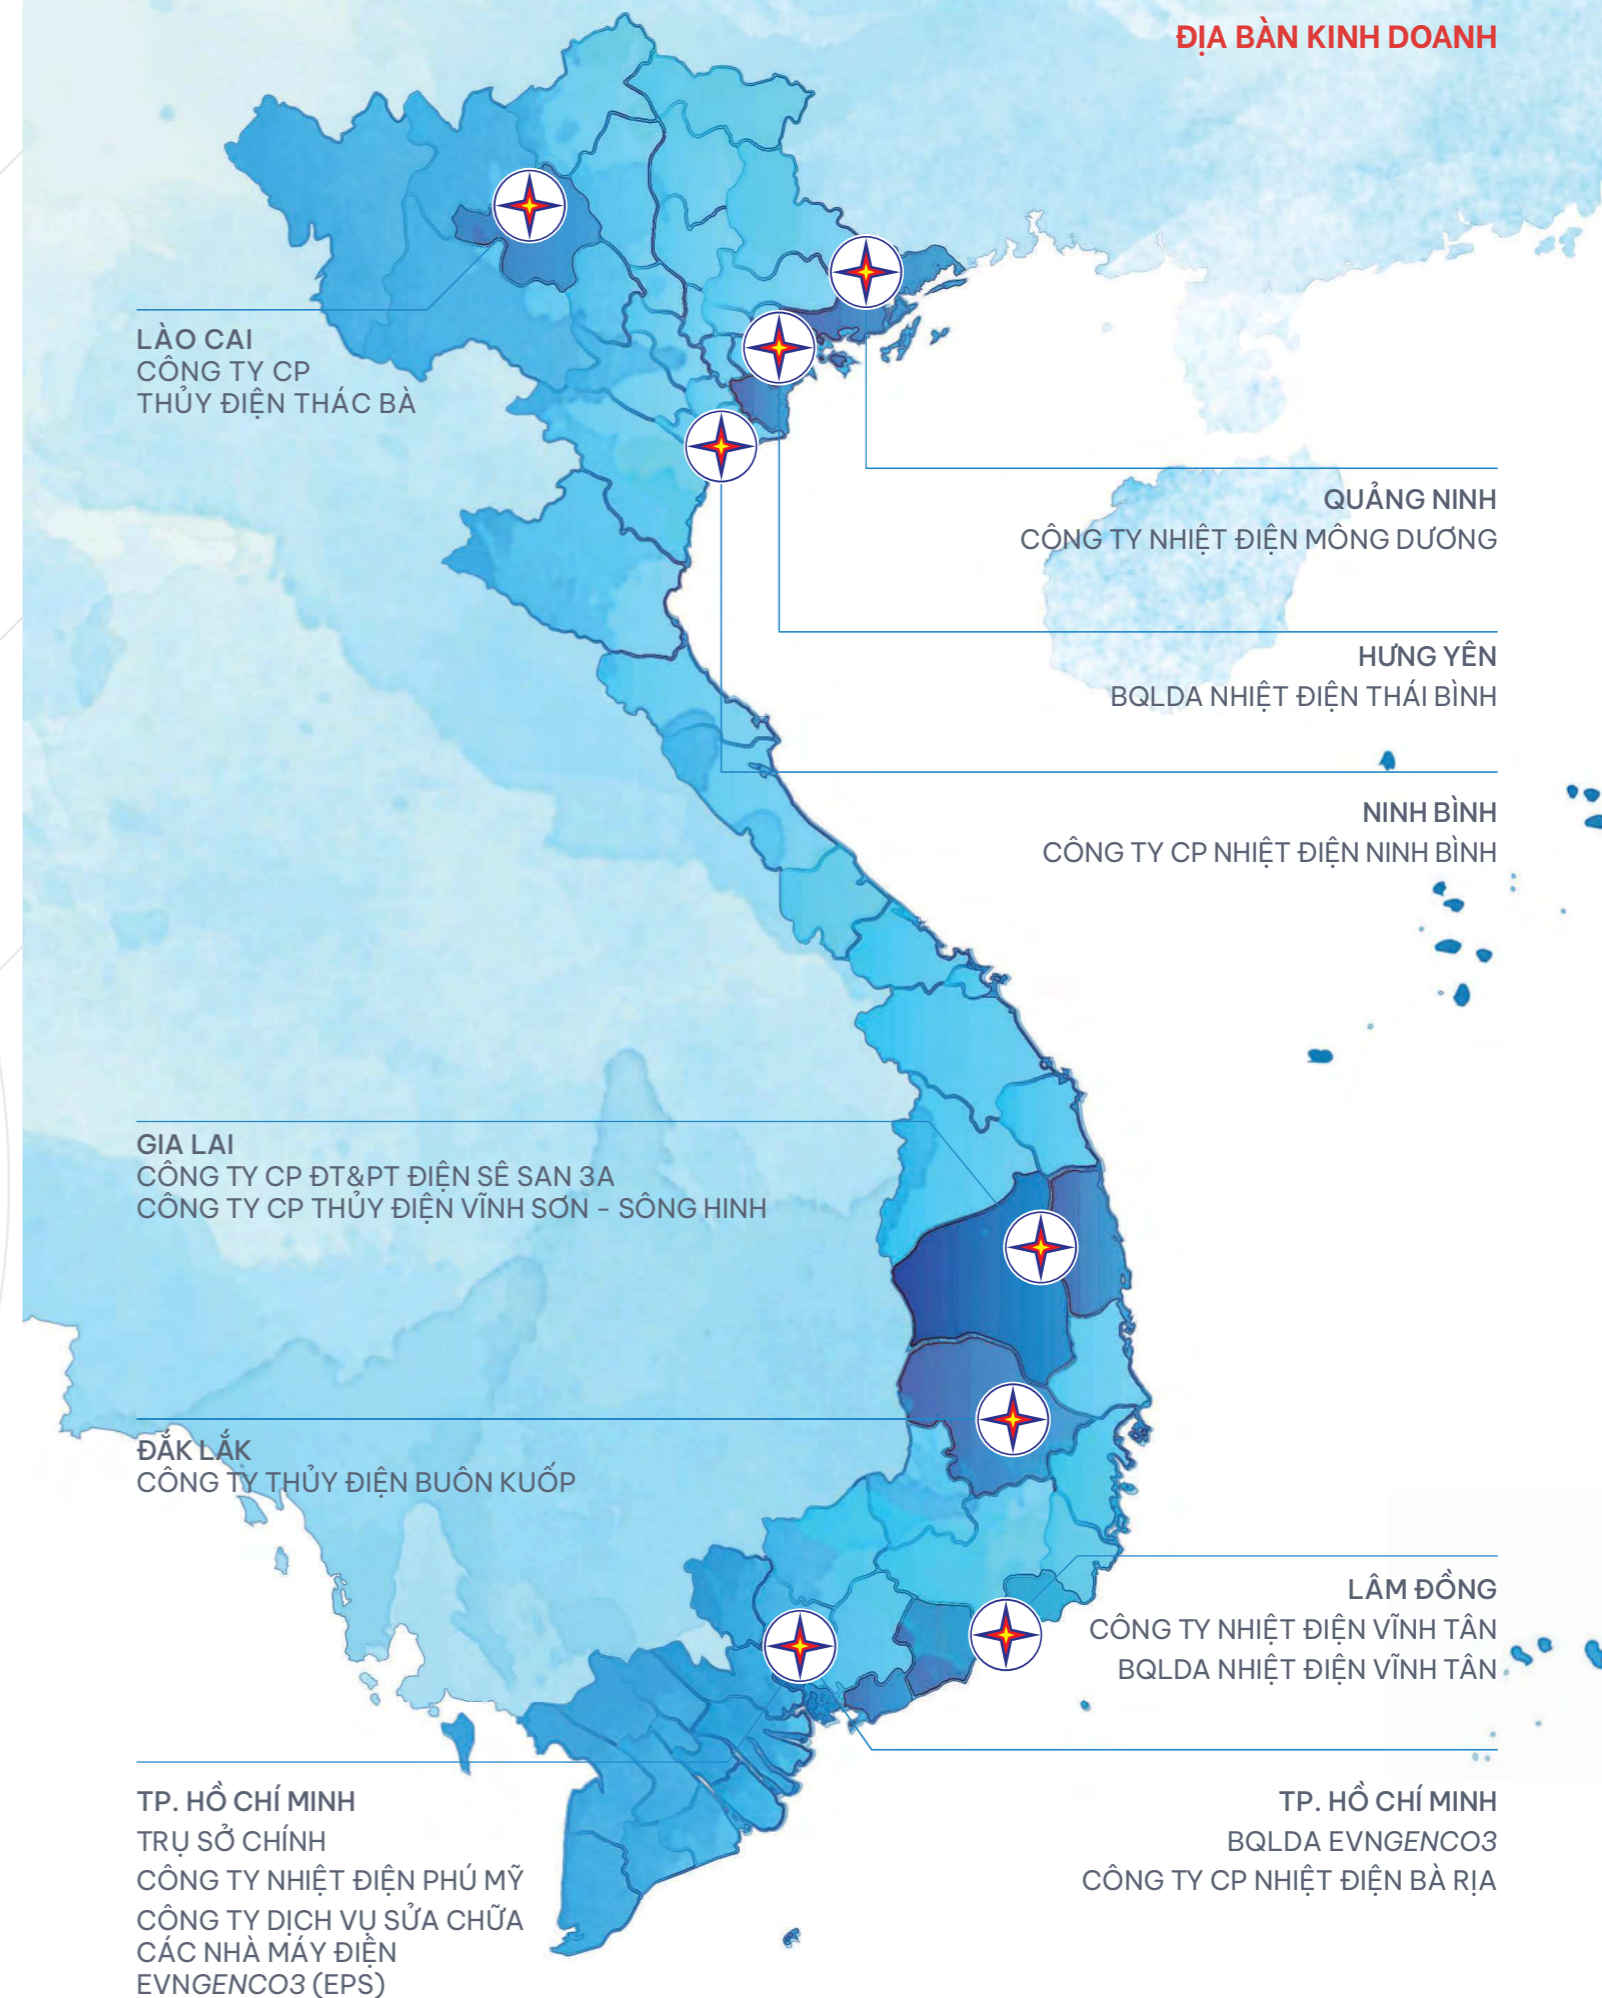 ĐỊA BÀN KINH DOANH
LÀO CAI
CÔNG TY CP
THỦY ĐIỆN THÁC BÀ
QUẢNG NINH
CÔNG TY NHIỆT ĐIỆN MÔNG DƯƠNG
HƯNG YÊN
BQLDA NHIỆT ĐIỆN THÁI BÌNH
NINH BÌNH
CÔNG TY CP NHIỆT ĐIỆN NINH BÌNH
GIA LAI
CÔNG TY CP ĐT&PT ĐIỆN SÊ SAN 3A
CÔNG TY CP THỦY ĐIỆN VĨNH SƠN - SÔNG HINH
ĐẮK LẮK
CÔNG TY THỦY ĐIỆN BUÔN KUỐP
LÂM ĐỒNG
CÔNG TY NHIỆT ĐIỆN VĨNH TÂN
BQLDA NHIỆT ĐIỆN VĨNH TÂN
TP. HỒ CHÍ MINH
TRỤ SỞ CHÍNH
CÔNG TY NHIỆT ĐIỆN PHÚ MỸ
CÔNG TY DỊCH VỤ SỬA CHỮA
CÁC NHÀ MÁY ĐIỆN
EVNGENCO3 (EPS)
TP. HỒ CHÍ MINH
BQLDA EVNGENCO3
CÔNG TY CP NHIỆT ĐIỆN BÀ RỊA